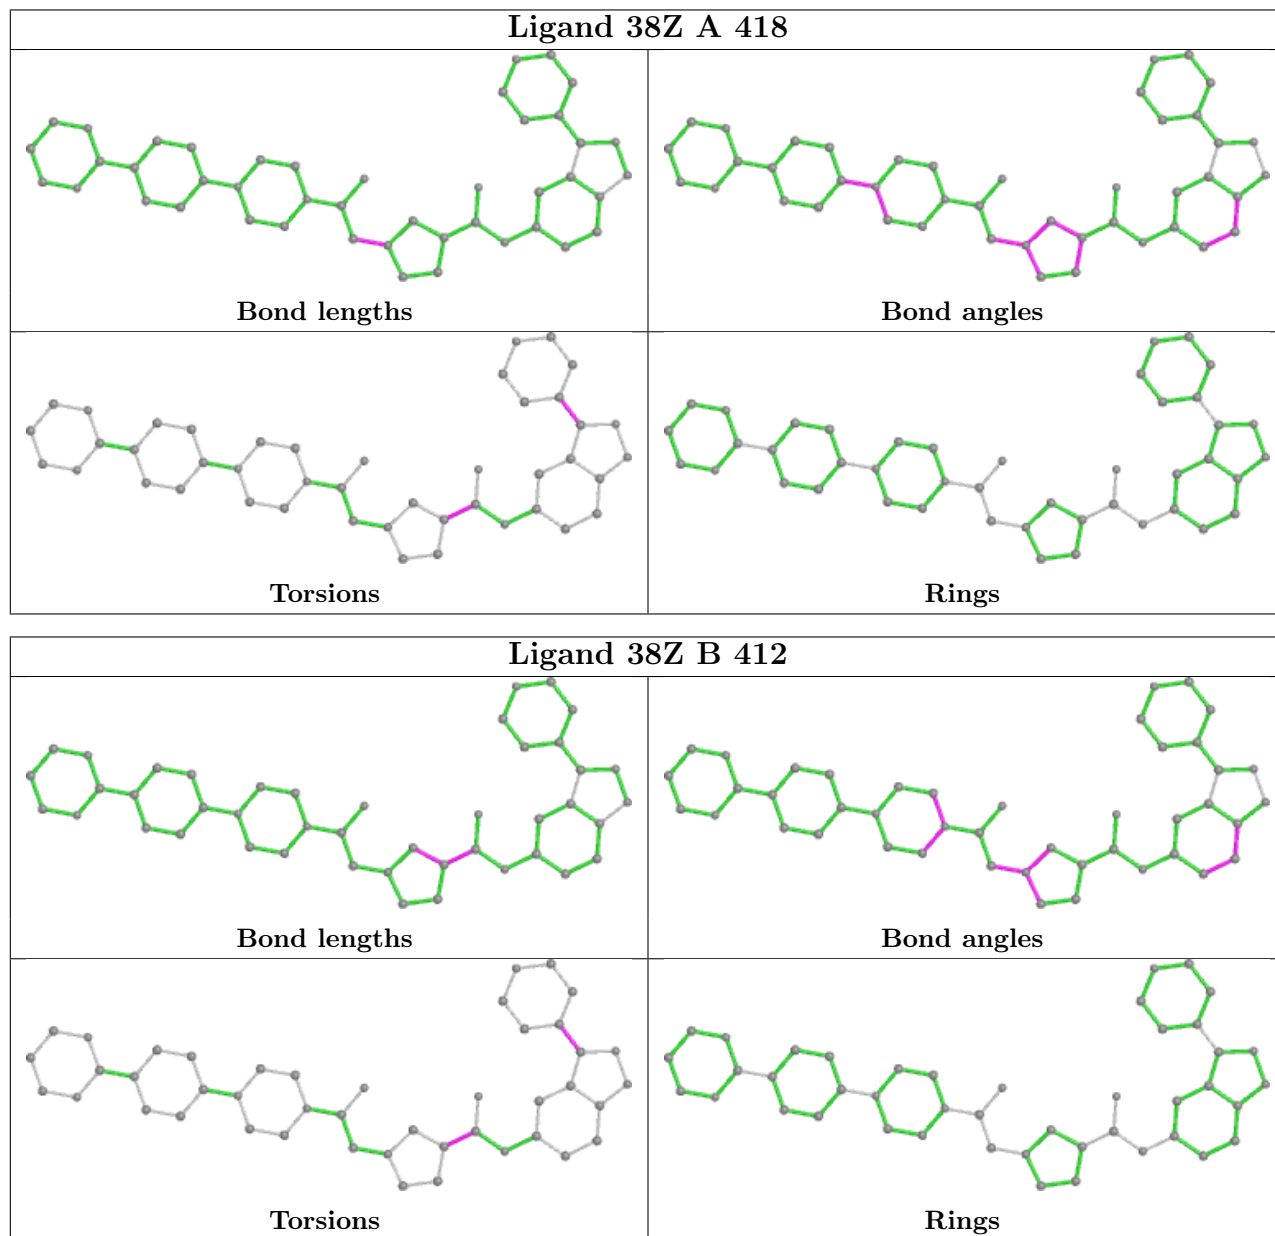 Ligand 38Z A 418
Bond lengths
Bond angles
Torsions
Rings
Ligand 38Z B 412
Bond lengths
Bond angles
Torsions
Rings